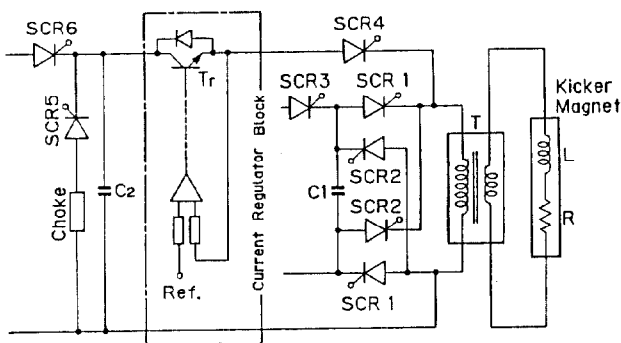 SCR6
SCR4
Tr
SCR3
SCR 1
Kicker
Magnet
SCR5
T
SCR2
L
C1
C2
SCR2
R
Choke
Current Regulator Block
Ref.
SCR 1